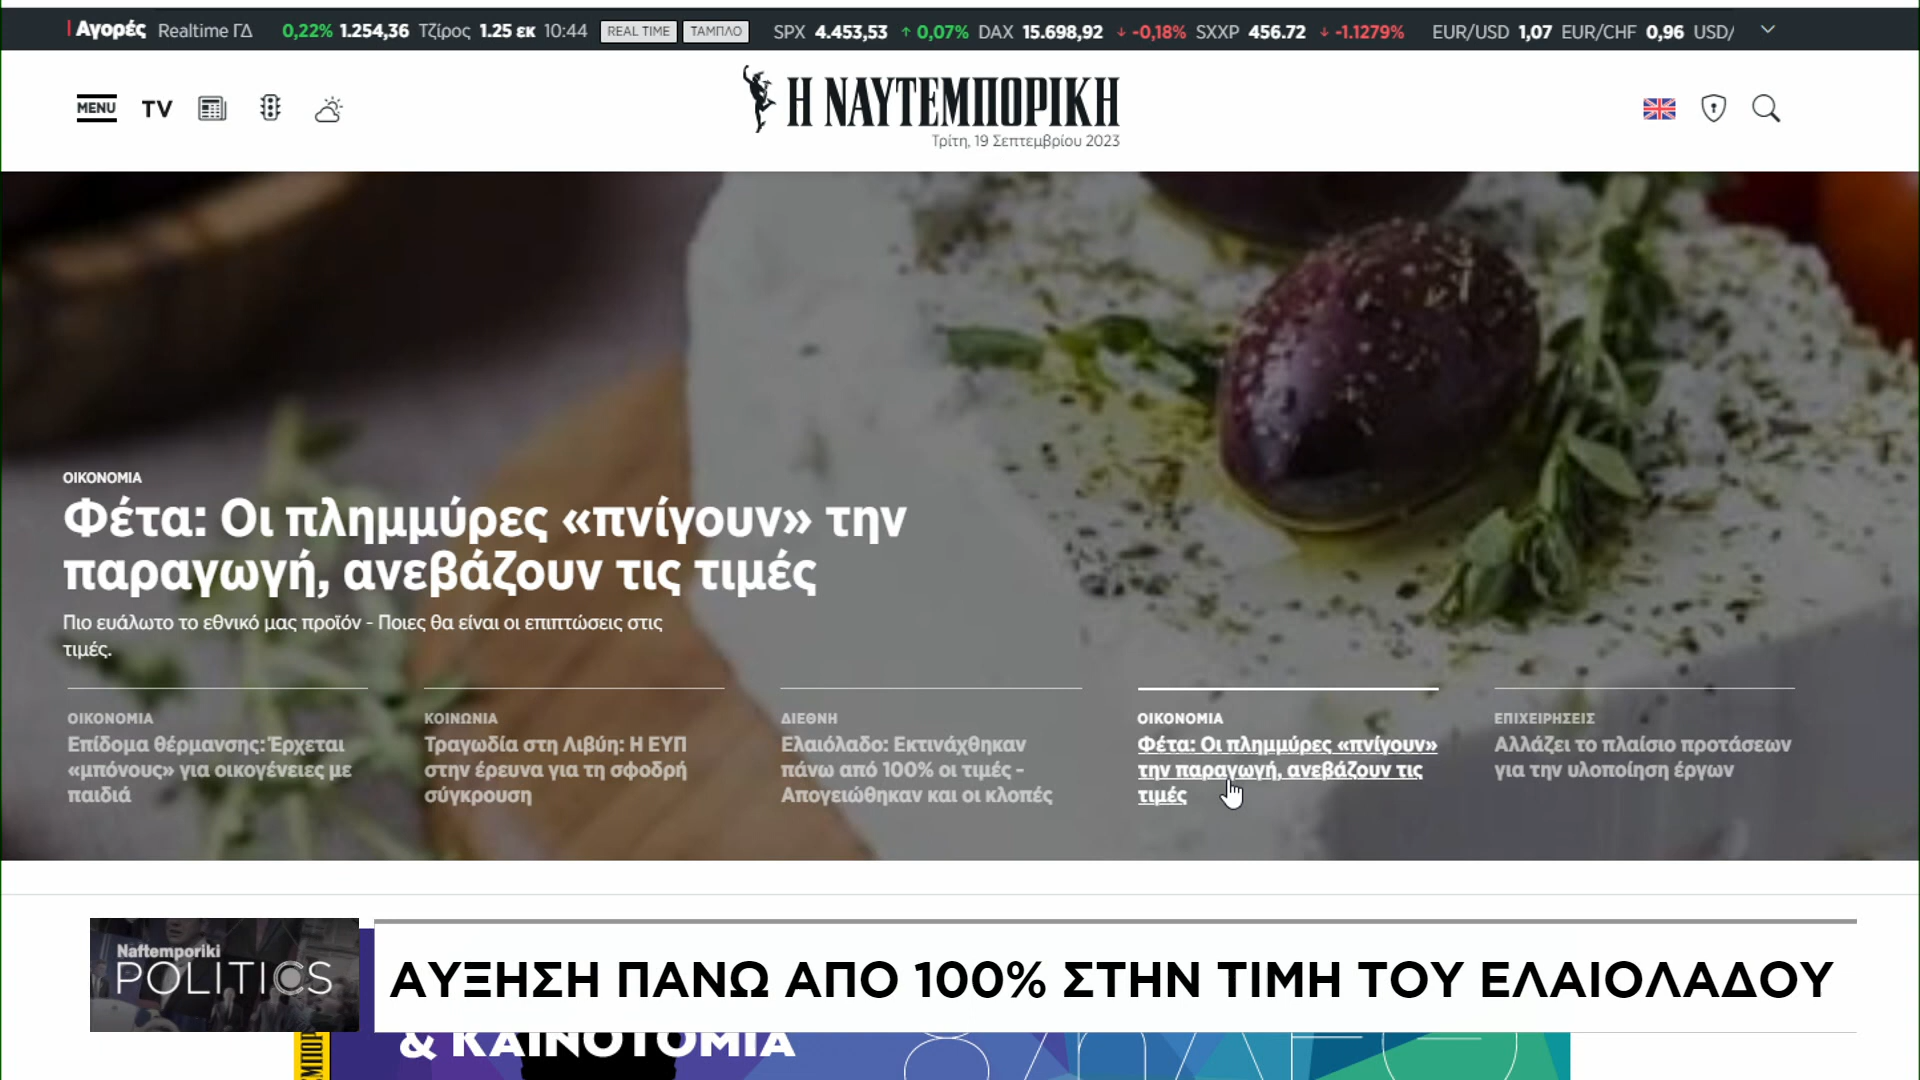 Αγορές Realtime ΓΔ 0,22% 1.254,36 Τζίρος 1.25 εκ 10:44 REAL TIME ΤΑΜΠΛΟ SPX 4.453,53 ↑ 0,07% DAX 15.698,92 ↓ -0,18% SXXP 456.72 ↓ -1.1279% EUR/USD 1,07 EUR/CHF 0,96 USD/
MENU TV Η ΝΑΥΤΕΜΠΟΡΙΚΗ
Τρίτη, 19 Σεπτεμβρίου 2023
ΟΙΚΟΝΟΜΙΑ
Φέτα: Οι πλημμύρες «πνίγουν» την
παραγωγή, ανεβάζουν τις τιμές
Πιο ευάλωτο το εθνικό μας προϊόν - Ποιες θα είναι οι επιπτώσεις στις
τιμές.
ΟΙΚΟΝΟΜΙΑ
Επίδομα θέρμανσης: Έρχεται
«μπόνους» για οικογένειες με
παιδιά
ΚΟΙΝΩΝΙΑ
Τραγωδία στη Λιβύη: Η ΕΥΠ
στην έρευνα για τη σφοδρή
σύγκρουση
ΔΙΕΘΝΗ
Ελαιόλαδο: Εκτινάχθηκαν
πάνω από 100% οι τιμές -
Απογειώθηκαν και οι κλοπές
ΟΙΚΟΝΟΜΙΑ
Φέτα: Οι πλημμύρες «πνίγουν»
την παραγωγή, ανεβάζουν τις
τιμές
ΕΠΙΧΕΙΡΗΣΕΙΣ
Αλλάζει το πλαίσιο προτάσεων
για την υλοποίηση έργων
Naftemporiki
POLITICS
ΑΥΞΗΣΗ ΠΑΝΩ ΑΠΟ 100% ΣΤΗΝ ΤΙΜΗ ΤΟΥ ΕΛΑΙΟΛΑΔΟΥ
& ΚΑΙΝΟΤΟΜΙΑ